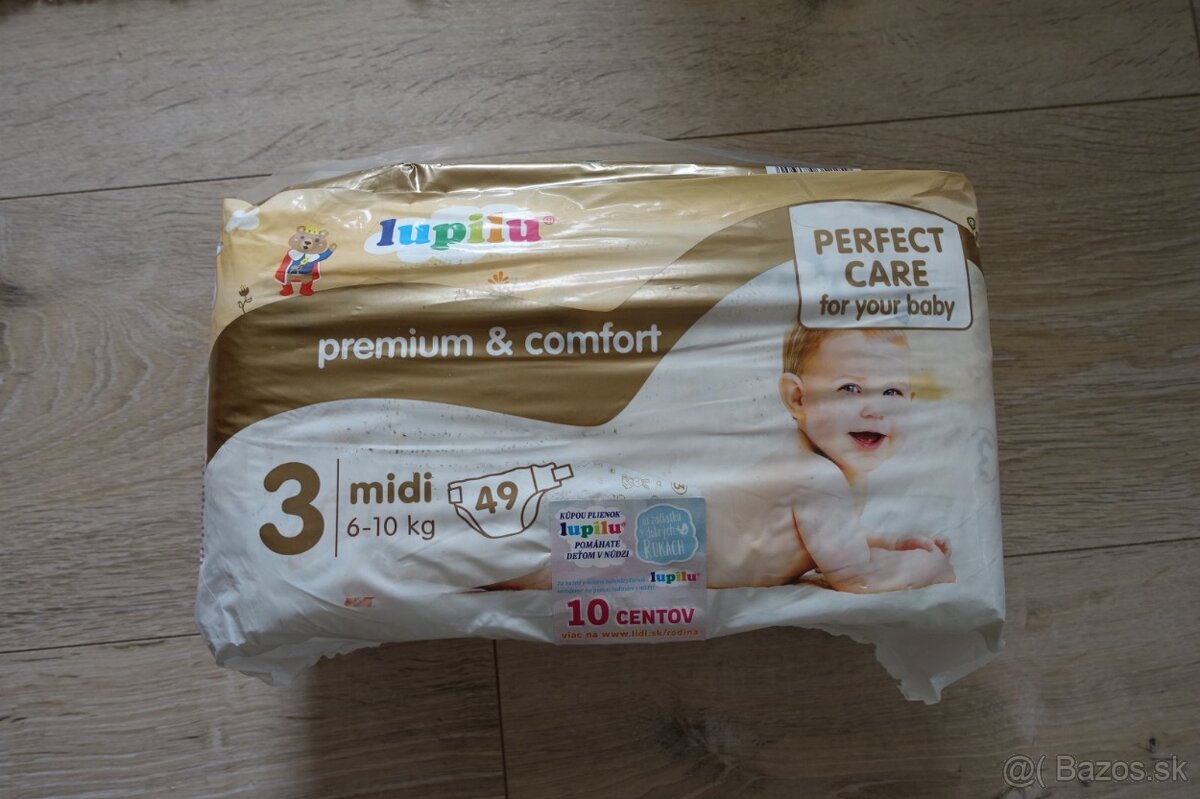 lupilu®
PERFECT
CARE
for your baby
premium & comfort
3
midi
6-10 kg
49
KÚPOU PLIENOK
lupilu®
POMÁHATE
DEŤOM V NÚDZI
RUKÁCH
lupilu®
10 CENTOV
viac na www.lidl.sk/rodina
@( Bazos.sk